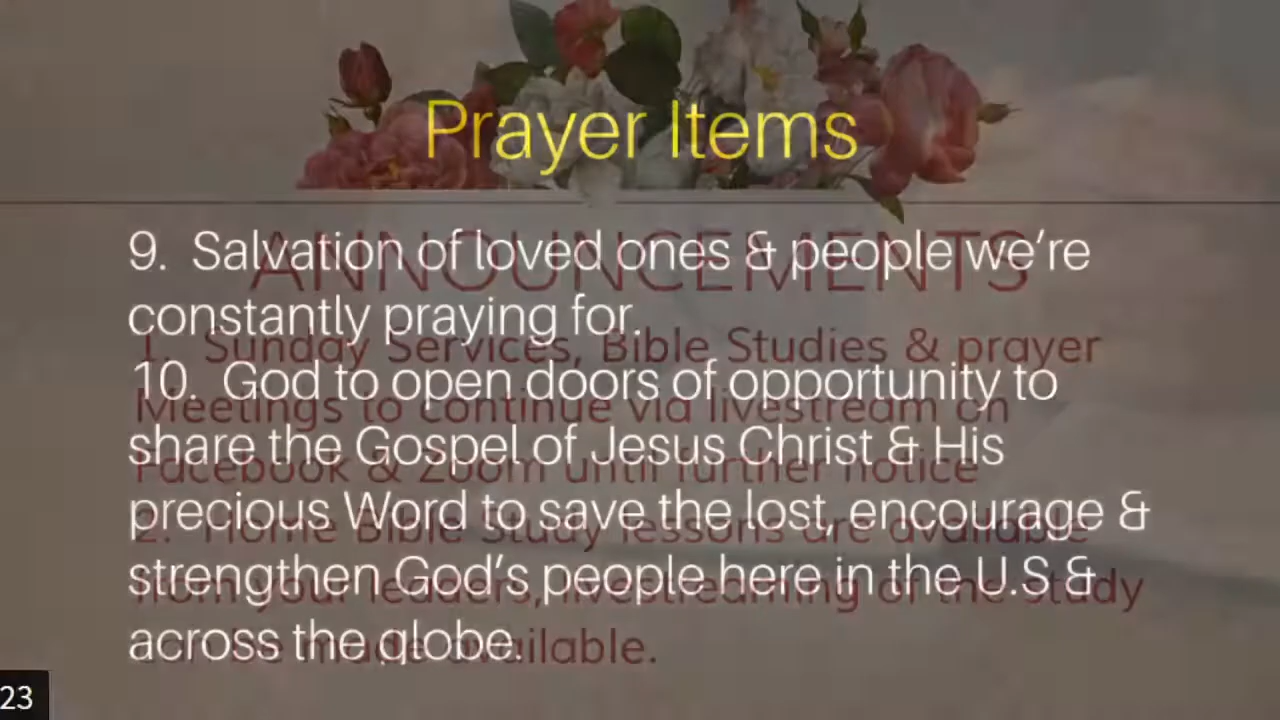 Prayer Items
9. Salvation of loved ones & people we're
constantly praying for.
10. God to open doors of opportunity to
share the Gospel of Jesus Christ & His
precious Word to save the lost, encourage &
strengthen God's people here in the U.S &
across the globe.
ANNOUNCEMENTS
1. Sunday Services, Bible Studies & prayer
Meetings to continue via livestream on
Facebook & Zoom until further notice
2. Home Bible Study lessons are available
from your leaders, livestreaming of the study
can be made available.
23